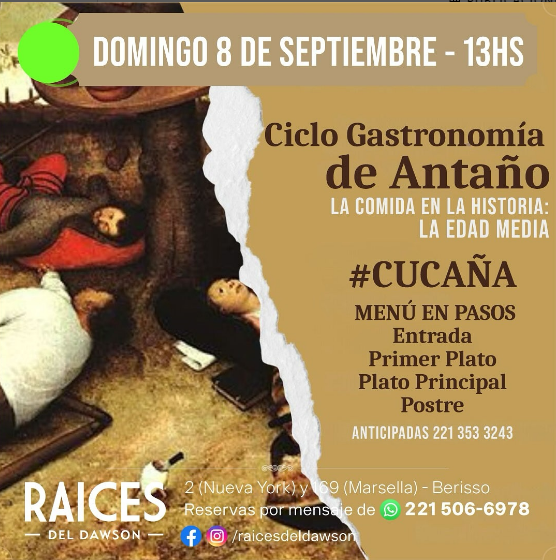 DOMINGO 8 DE SEPTIEMBRE - 13HS
Ciclo Gastronomía
de Antaño
LA COMIDA EN LA HISTORIA:
LA EDAD MEDIA
#CUCAÑA
MENÚ EN PASOS
Entrada
Primer Plato
Plato Principal
Postre
ANTICIPADAS 221 353 3243
RAICES
DEL DAWSON
2 (Nueva York) y 169 (Marsella) - Berisso
Reservas por mensaje de 221 506-6978
/raicesdeldawson